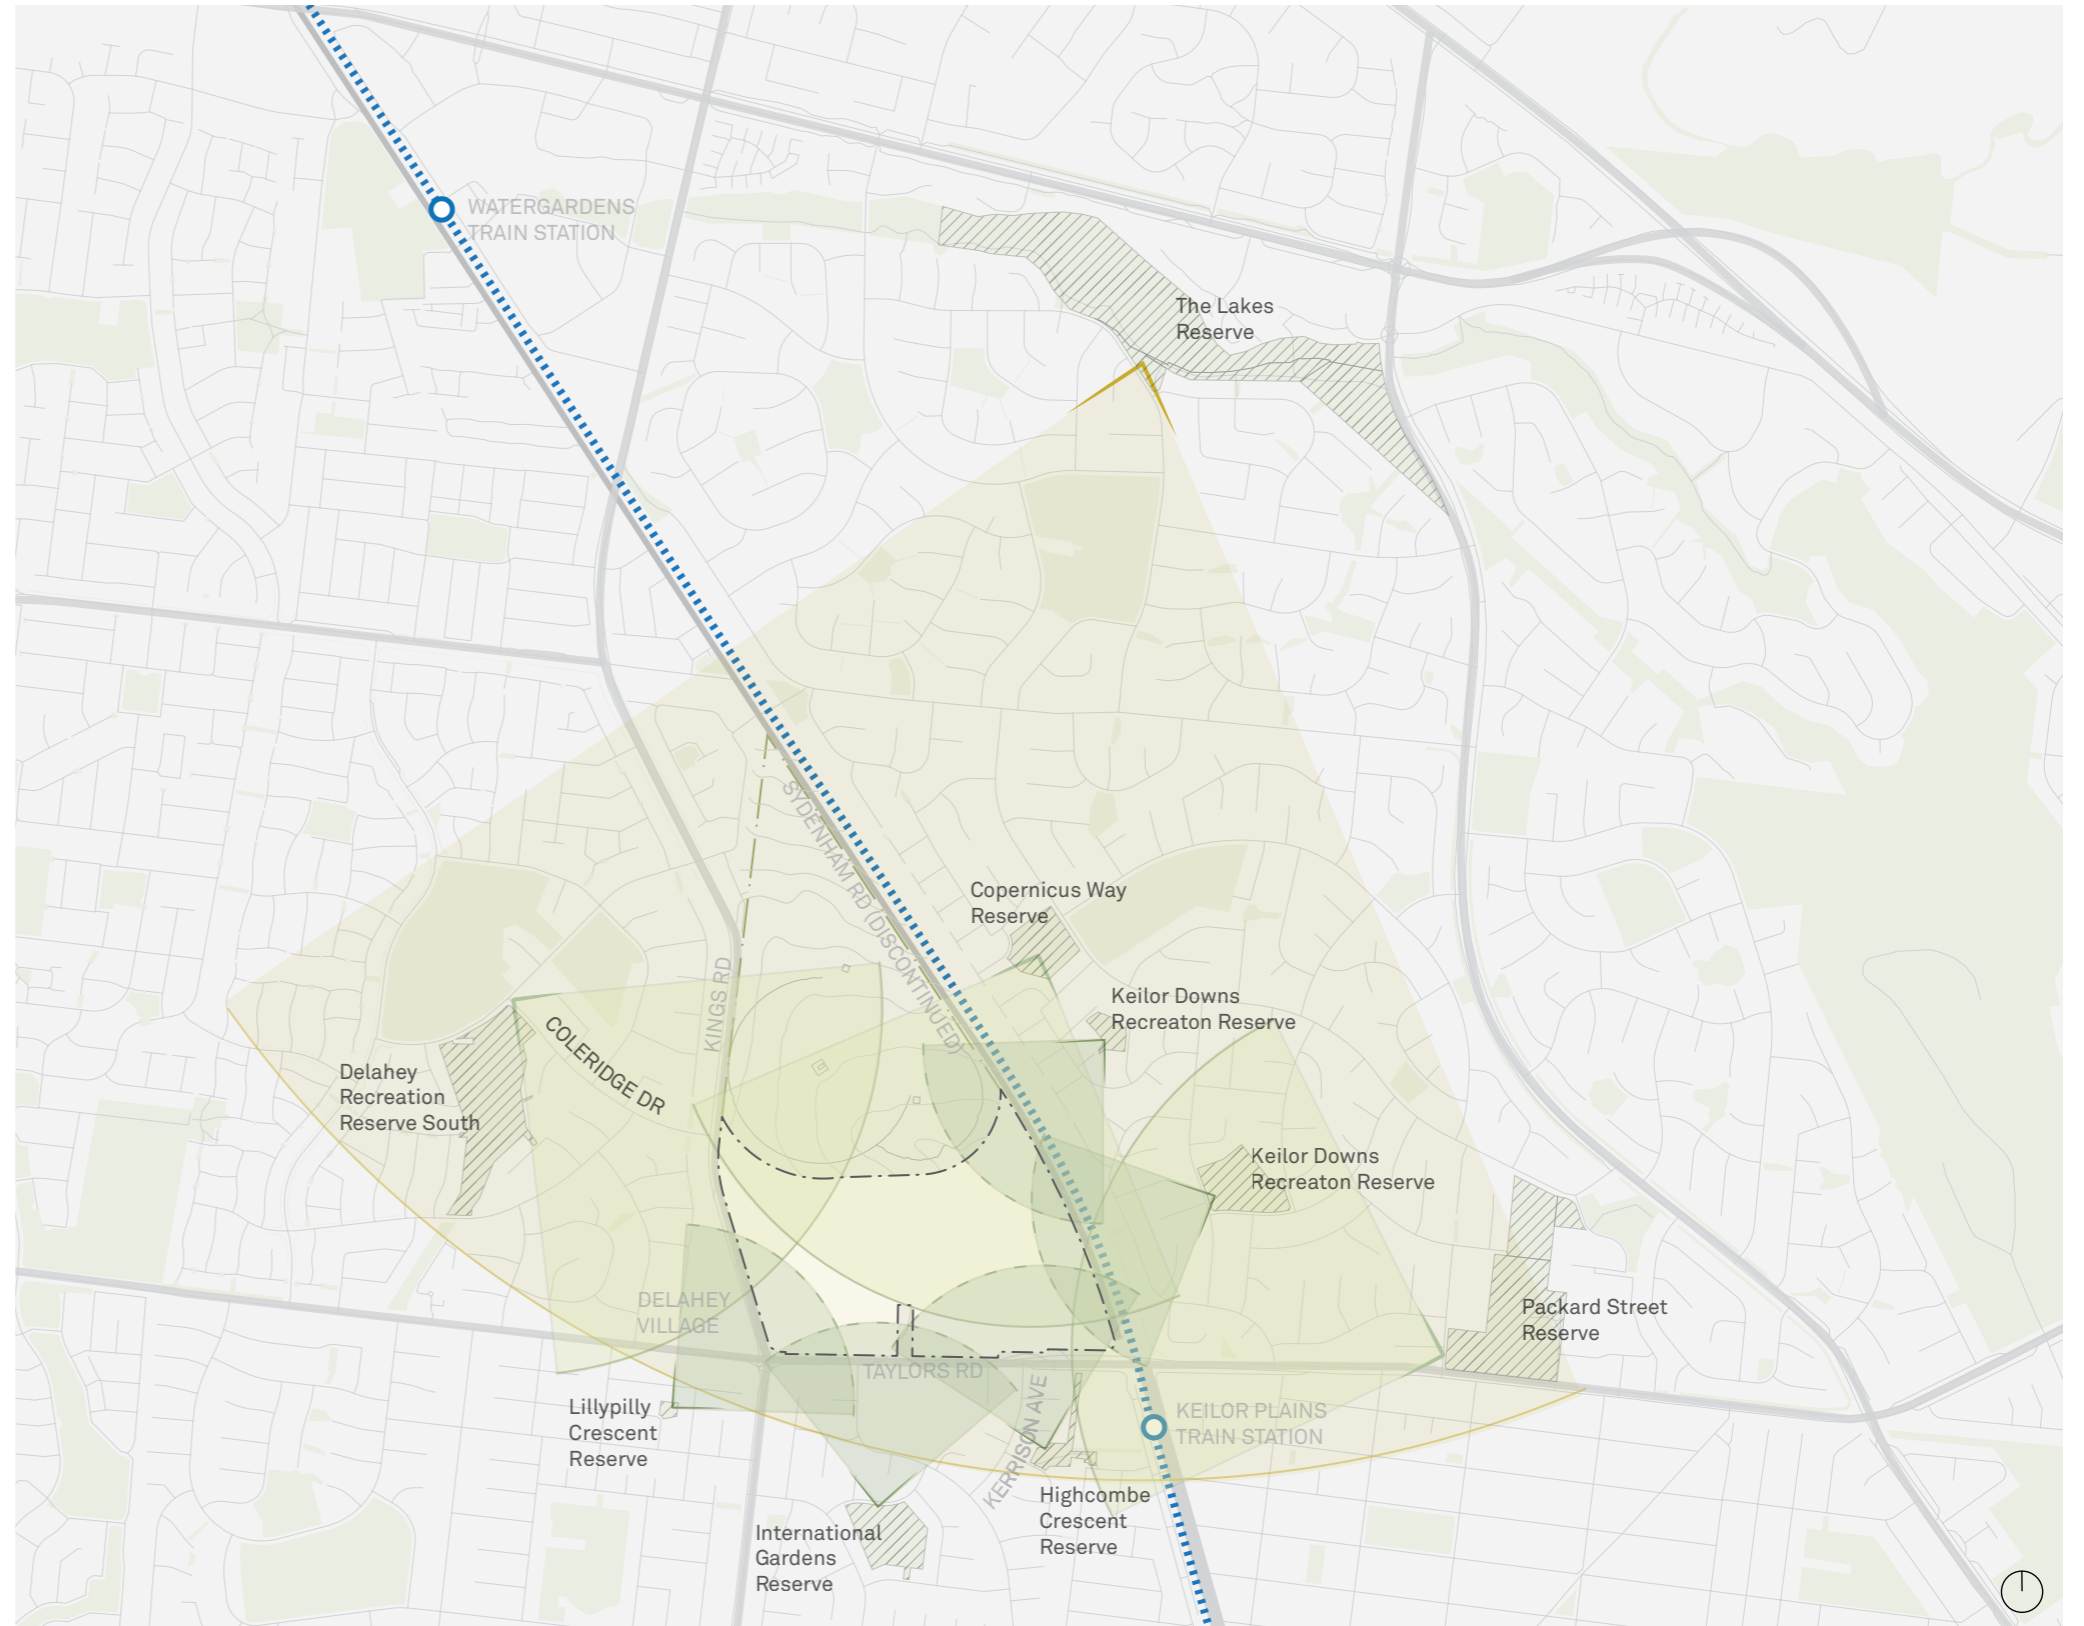 WATERGARDENS
TRAIN STATION
The Lakes
Reserve
SYDENHAM RD (DISCONTINUED)
Copernicus Way
Reserve
KINGS RD
Keilor Downs
Recreaton Reserve
COLERIDGE DR
Delahey
Recreation
Reserve South
Keilor Downs
Recreaton Reserve
DELAHEY
VILLAGE
Packard Street
Reserve
TAYLORS RD
Lillypilly
Crescent
Reserve
KERRISON AVE
KEILOR PLAINS
TRAIN STATION
Highcombe
Crescent
Reserve
International
Gardens
Reserve